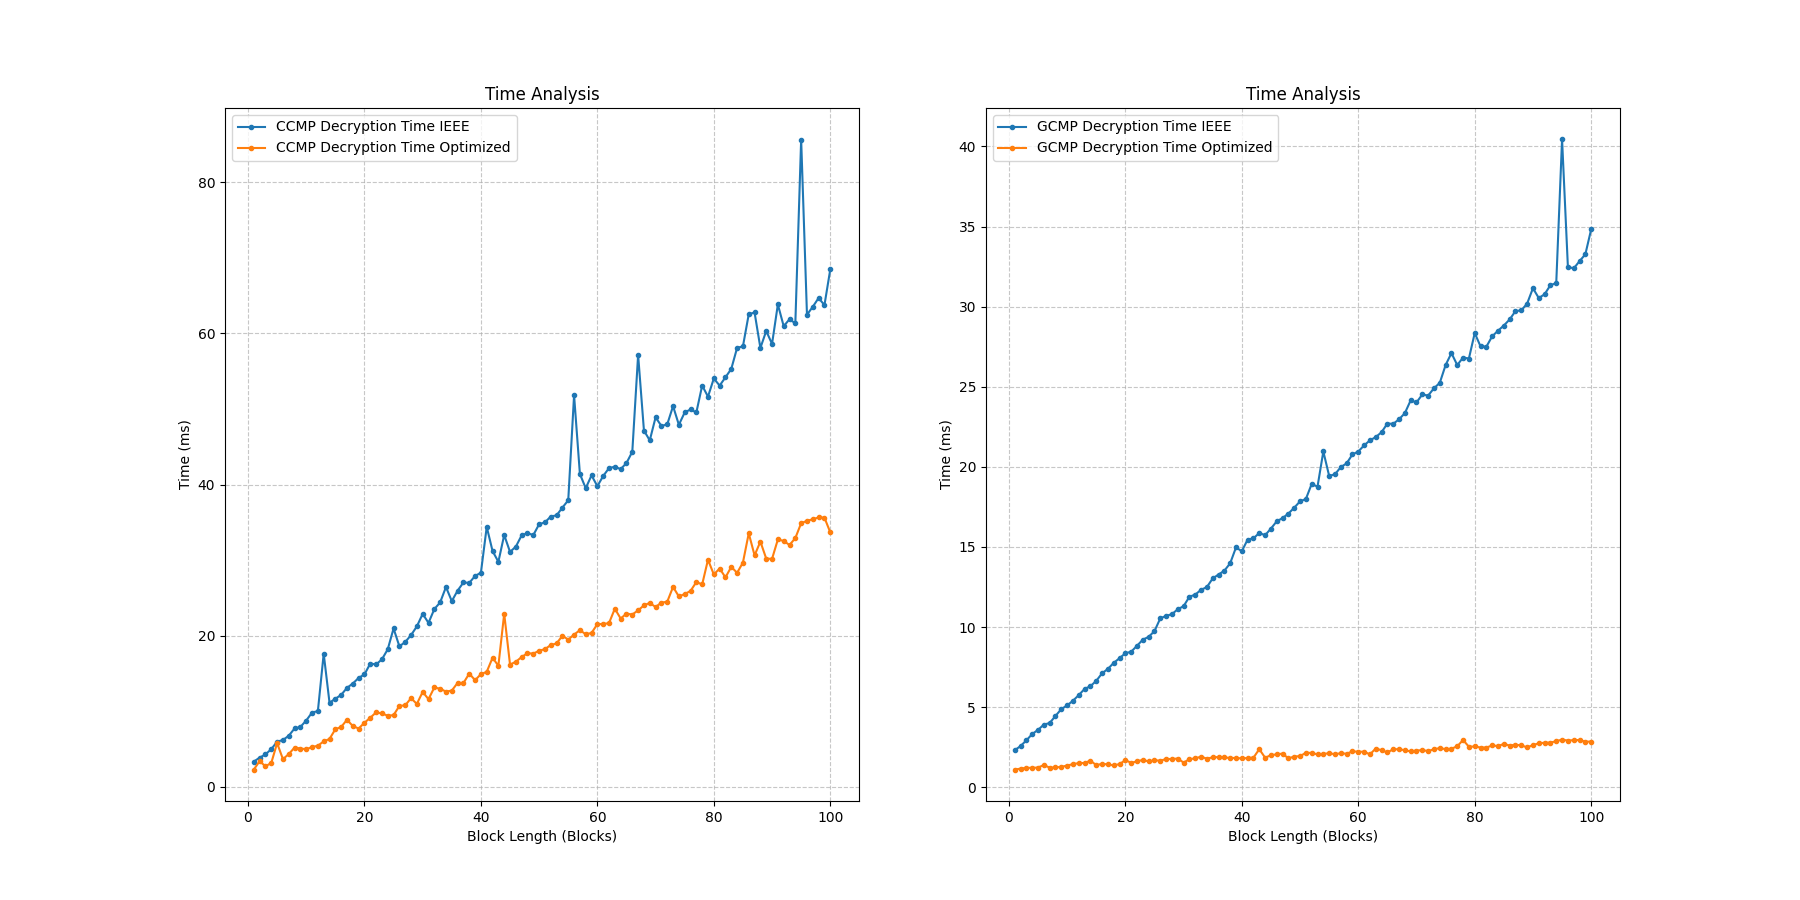 Time Analysis
CCMP Decryption Time IEEE
CCMP Decryption Time Optimized
80
60
40
20
0
Time (ms)
0 20 40 60 80 100
Block Length (Blocks)
Time Analysis
GCMP Decryption Time IEEE
GCMP Decryption Time Optimized
40
35
30
25
20
15
10
5
0
Time (ms)
0 20 40 60 80 100
Block Length (Blocks)